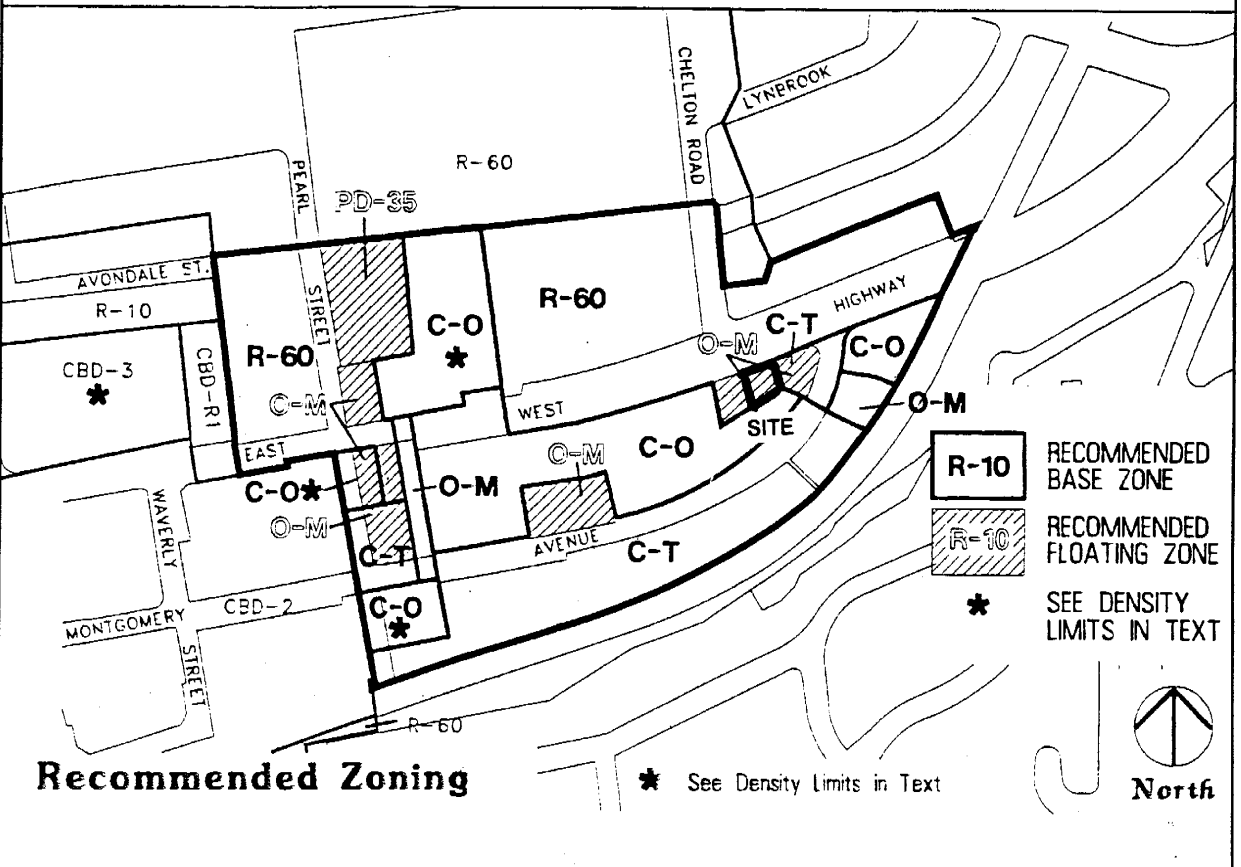 CHELTON ROAD
LYNBROOK
R-60
PEARL
STREET
PD-35
AVONDALE ST.
R-10
CBD-3
*
CBD-R1
R-60
C-O
*
R-60
HIGHWAY
C-T
O-M
C-O
O-M
SITE
WEST
EAST
O-M
C-O*
O-M
O-M
C-O
O-M
C-T
AVENUE
C-T
WAVERLY
STREET
MONTGOMERY
CBD-2
C-O
*
R-60
R-10
RECOMMENDED
BASE ZONE
R-10
RECOMMENDED
FLOATING ZONE
*
SEE DENSITY
LIMITS IN TEXT
Recommended Zoning
* See Density Limits in Text
North